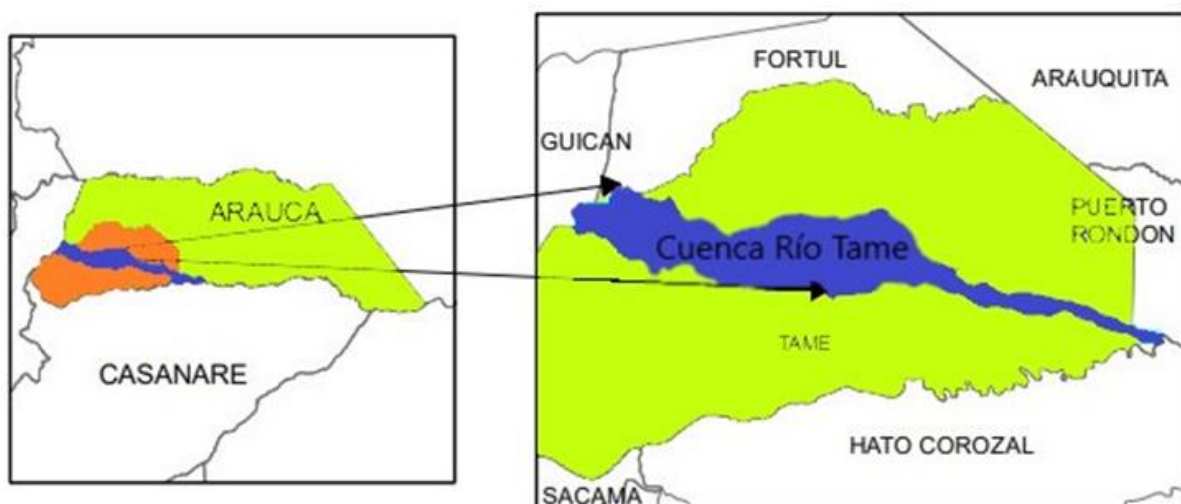 ARAUCA
CASANARE
FORTUL
ARAUQUITA
GUICAN
PUERTO
RONDON
Cuenca Río Tame
TAME
HATO COROZAL
SACAMA